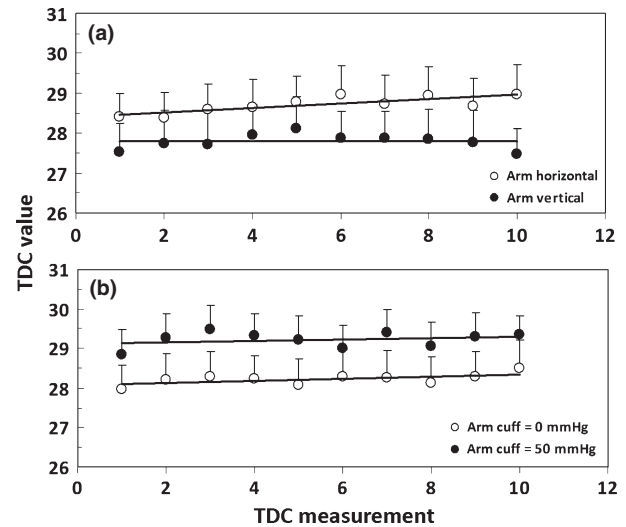 (a)
31
30
29
28
27
26
0 2 4 6 8 10 12
Arm horizontal
Arm vertical
TDC value
(b)
31
30
29
28
27
26
0 2 4 6 8 10 12
Arm cuff = 0 mmHg
Arm cuff = 50 mmHg
TDC measurement